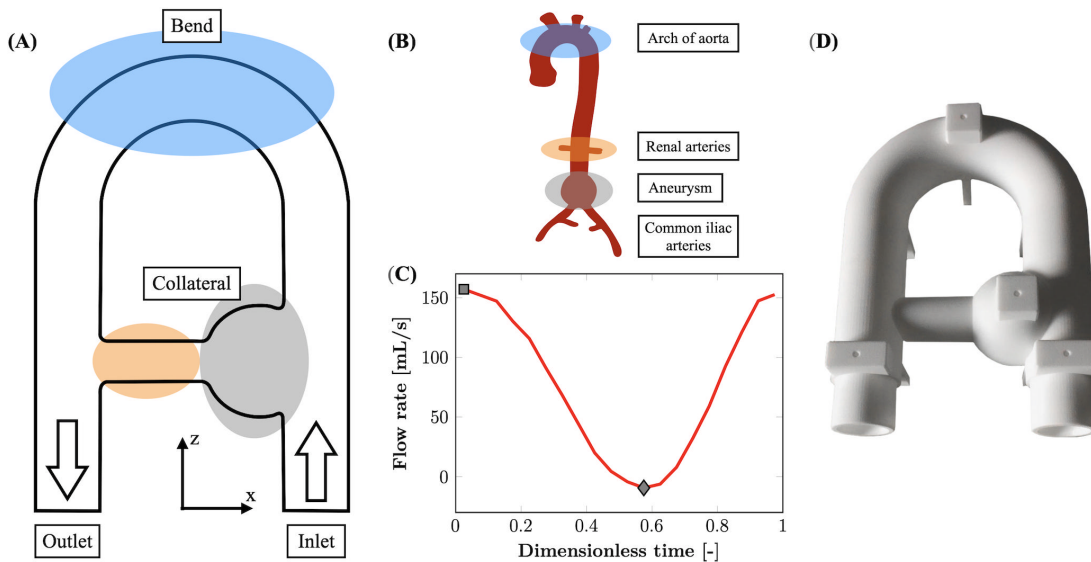 (A)
Bend
Collateral
z
x
Outlet
Inlet
(B)
Arch of aorta
Renal arteries
Aneurysm
Common iliac
arteries
(C)
Flow rate [mL/s]
150
100
50
0
0
0.2
0.4
0.6
0.8
1
Dimensionless time [-]
(D)